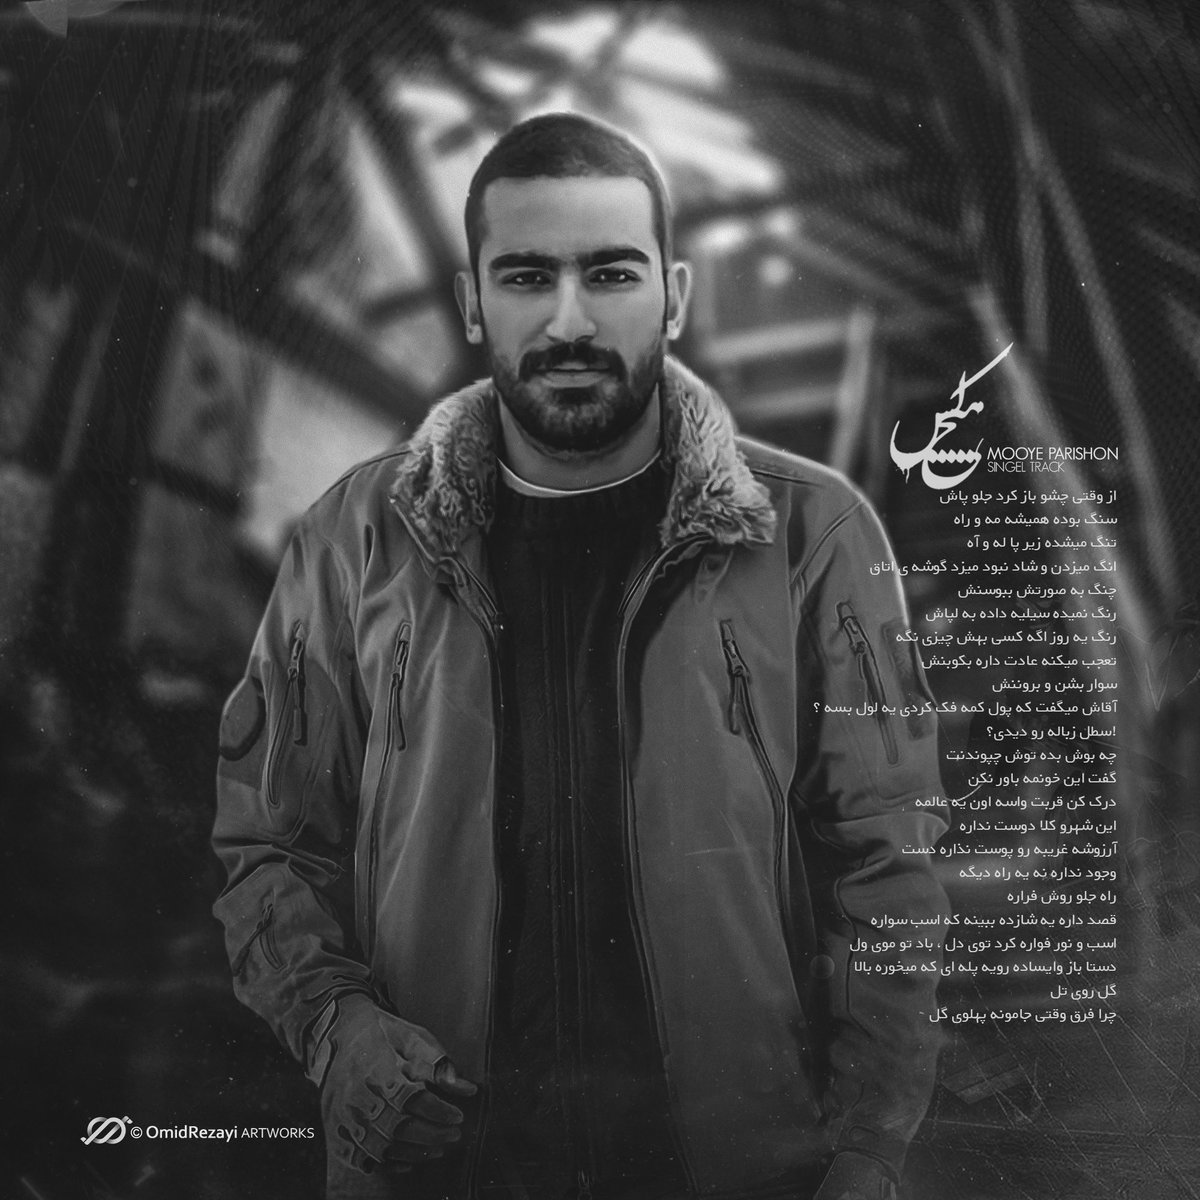 هیچکس
MOOYE PARISHON
SINGEL TRACK
از وقتی چشو باز کرد جلو پاش
سنگ بوده همیشه مه و راه
تنگ میشده زیر پا له و آه
انگ میزدن و شاد نبود میزد گوشه ی اتاق
چنگ به صورتش ببوسنش
رنگ نمیده سیلیه داده به لپاش
رنگ یه روز اگه کسی بهش چیزی نگه
تعجب میکنه عادت داره بکوبنش
سوار بشن و بروننش
آقاش میگفت که پول کمه فک کردی یه لول بسه ؟
!سطل زباله رو دیدی؟
چه بوش بده توش چپوندنت
گفت این خونمه باور نکن
درک کن قربت واسه اون یه عالمه
این شهرو کلا دوست نداره
آرزوشه غریبه رو پوست نذاره دست
وجود نداره نه یه راه دیگه
راه جلو روش فراره
قصد داره یه شازده ببینه که اسب سواره
اسب و نور فواره کرد توی دل ، باد تو موی ول
دستا باز وایساده رویه پله ای که میخوره بالا
گل روی تل
چرا فرق وقتی جامونه پهلوی گل ~
© OmidRezayi ARTWORKS